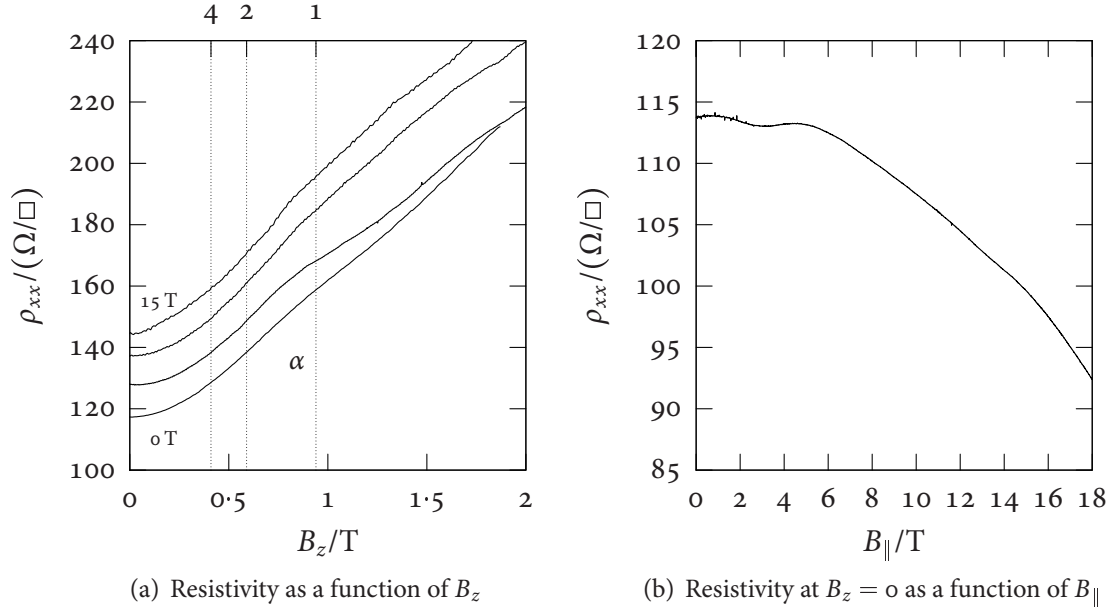 4 2 1
240
220
200
180
160
140
120
100
ρxx/(Ω/□)
15 T
0 T
α
0 0·5 1 1·5 2
Bz/T
(a) Resistivity as a function of Bz
120
115
110
105
100
95
90
85
ρxx/(Ω/□)
0 2 4 6 8 10 12 14 16 18
B∥/T
(b) Resistivity at Bz = 0 as a function of B∥